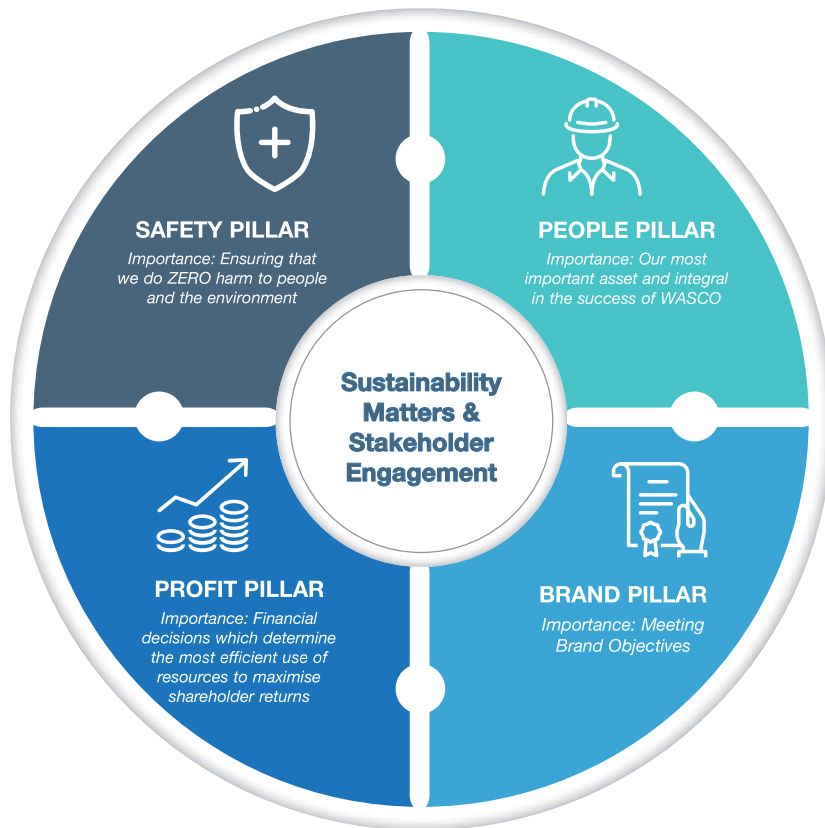 SAFETY PILLAR
Importance: Ensuring that
we do ZERO harm to people
and the environment
PEOPLE PILLAR
Importance: Our most
important asset and integral
in the success of WASCO
Sustainability
Matters &
Stakeholder
Engagement
PROFIT PILLAR
Importance: Financial
decisions which determine
the most efficient use of
resources to maximise
shareholder returns
BRAND PILLAR
Importance: Meeting
Brand Objectives